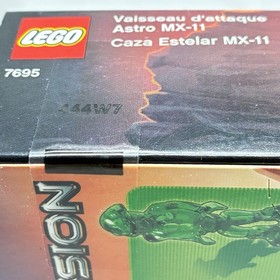 LEGO
Vaisseau d'attaque
Astro MX-11
Caza Estelar MX-11
7695
444W7
SION